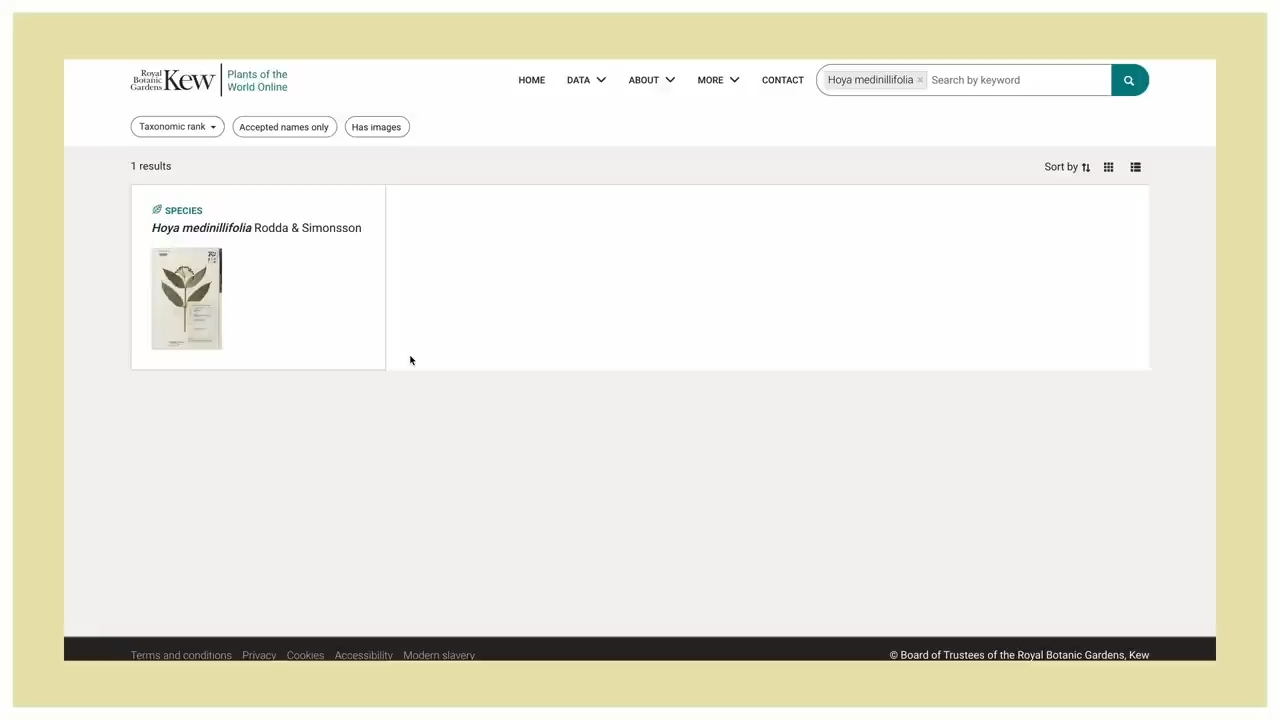 Royal
Botanic
Gardens
Kew
Plants of the
World Online
HOME
DATA
ABOUT
MORE
CONTACT
Hoya medinillifolia × Search by keyword
Taxonomic rank
Accepted names only
Has images
1 results
Sort by
SPECIES
Hoya medinillifolia Rodda & Simonsson
Terms and conditions Privacy Cookies Accessibility Modern slavery
© Board of Trustees of the Royal Botanic Gardens, Kew